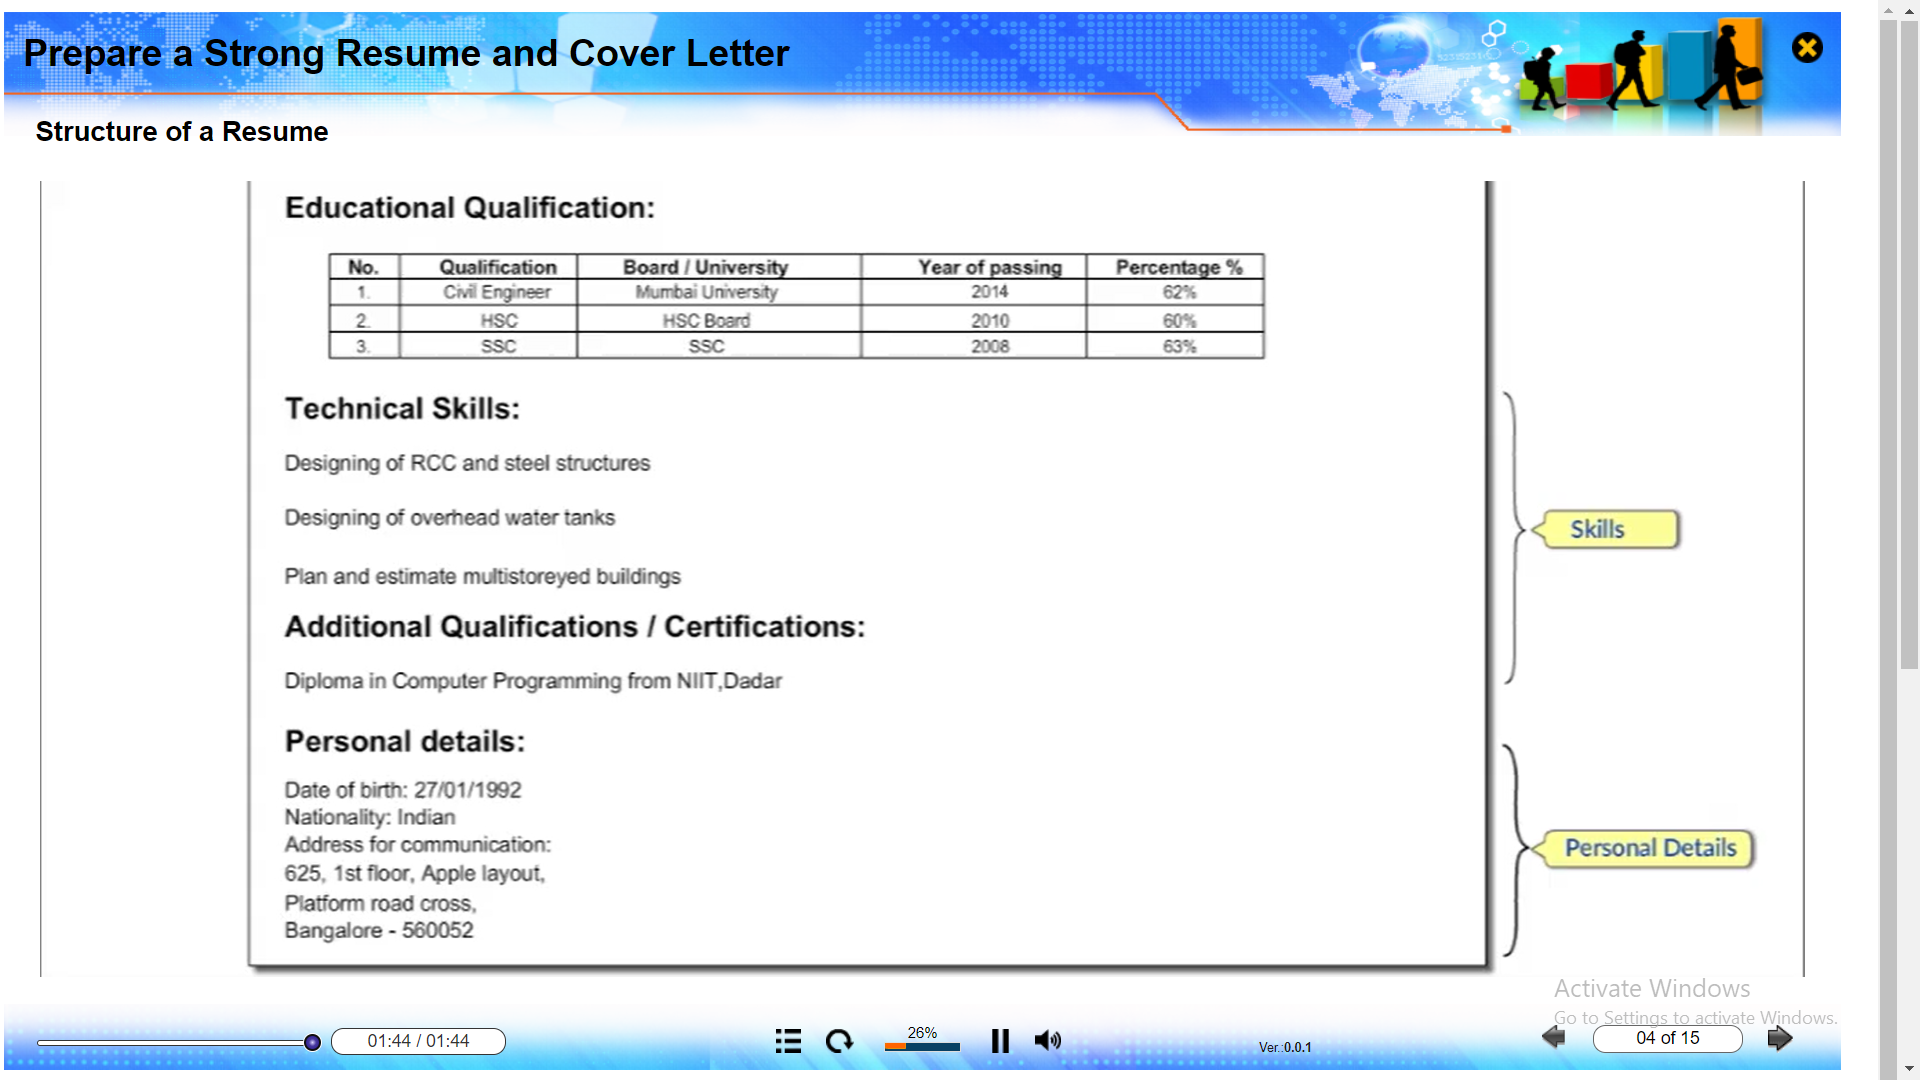 Prepare a Strong Resume and Cover Letter
Structure of a Resume
Educational Qualification:
No. Qualification Board / University Year of passing Percentage %
1. Civil Engineer Mumbai University 2014 62%
2. HSC HSC Board 2010 60%
3. SSC SSC 2008 63%
Technical Skills:
Designing of RCC and steel structures
Designing of overhead water tanks
Plan and estimate multistoreyed buildings
Skills
Additional Qualifications / Certifications:
Diploma in Computer Programming from NIIT,Dadar
Personal details:
Date of birth: 27/01/1992
Nationality: Indian
Address for communication:
625, 1st floor, Apple layout,
Platform road cross,
Bangalore - 560052
Personal Details
Activate Windows
Go to Settings to activate Windows.
01:44 / 01:44
26%
Ver.:0.0.1
04 of 15